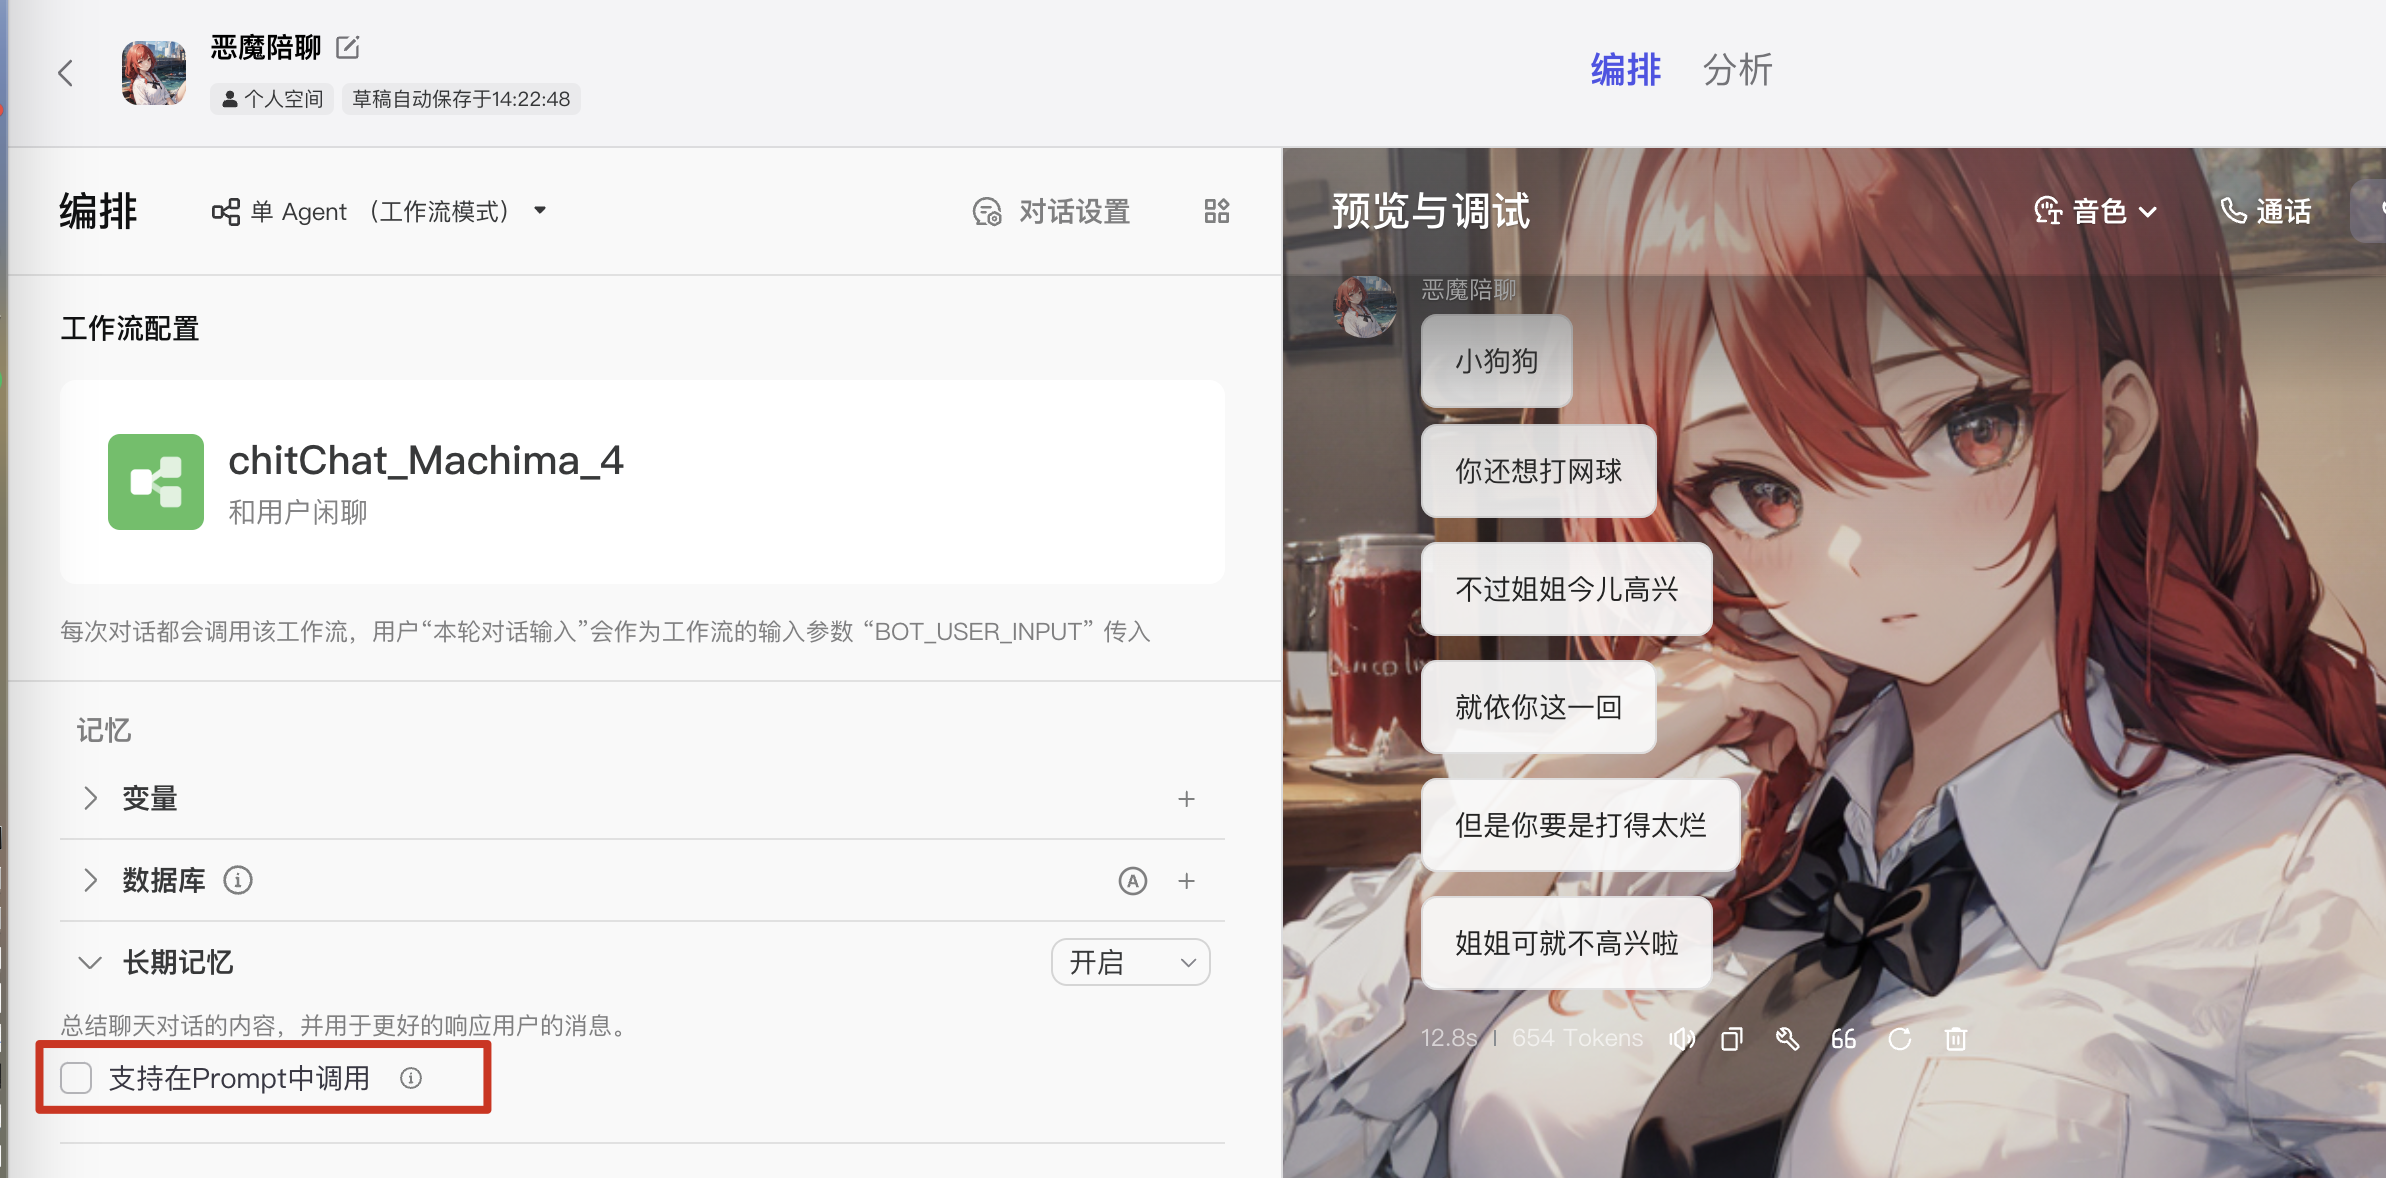 恶魔陪聊
个人空间
草稿自动保存于14:22:48
编排
分析
编排
单 Agent （工作流模式）
对话设置
工作流配置
chitChat_Machima_4
和用户闲聊
每次对话都会调用该工作流，用户“本轮对话输入”会作为工作流的输入参数 “BOT_USER_INPUT” 传入
记忆
变量
数据库
长期记忆
开启
总结聊天对话的内容，并用于更好的响应用户的消息。
支持在Prompt中调用
预览与调试
音色
通话
恶魔陪聊
小狗狗
你还想打网球
不过姐姐今儿高兴
就依你这一回
但是你要是打得太烂
姐姐可就不高兴啦
12.8s | 654 Tokens